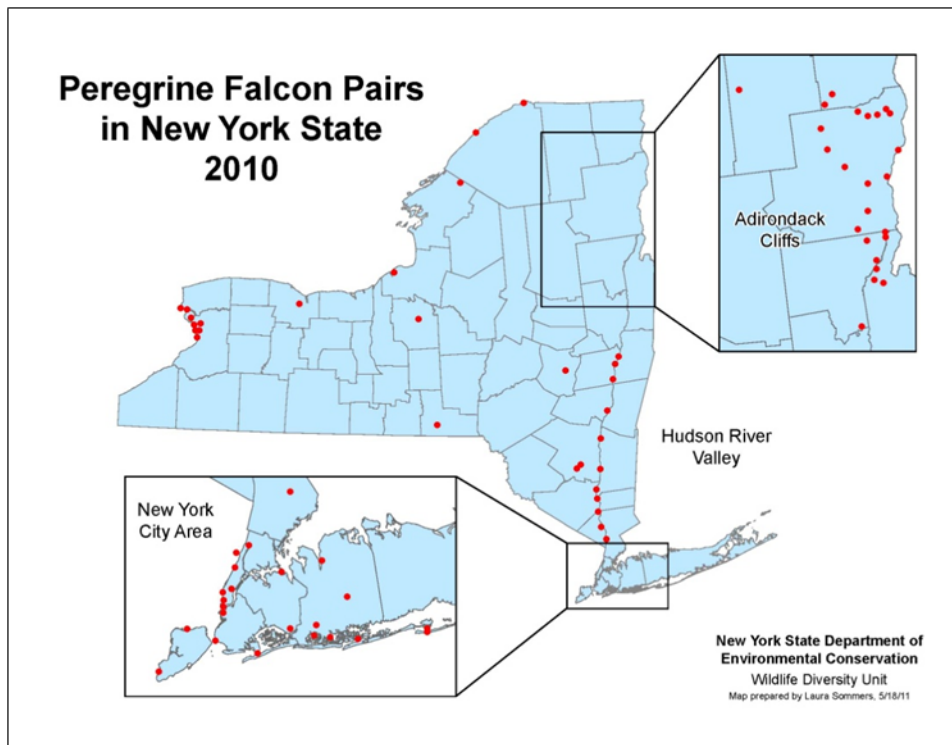 Peregrine Falcon Pairs
in New York State
2010
Adirondack
Cliffs
Hudson River
Valley
New York
City Area
New York State Department of
Environmental Conservation
Wildlife Diversity Unit
Map prepared by Laura Sommers, 5/18/11